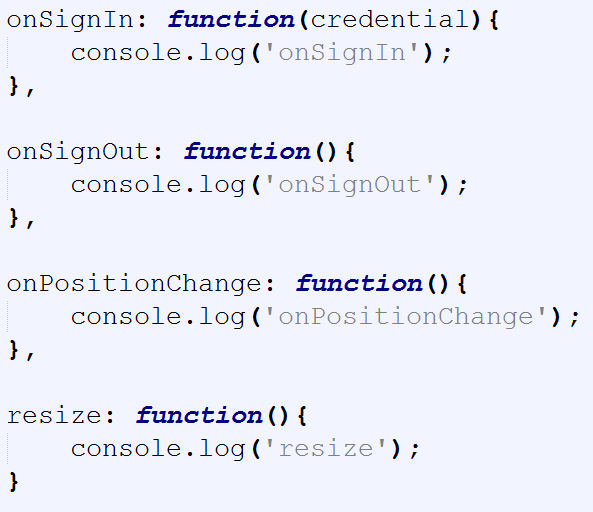 onSignIn: function(credential){
    console.log('onSignIn');
},

onSignOut: function(){
    console.log('onSignOut');
},

onPositionChange: function(){
    console.log('onPositionChange');
},

resize: function(){
    console.log('resize');
}